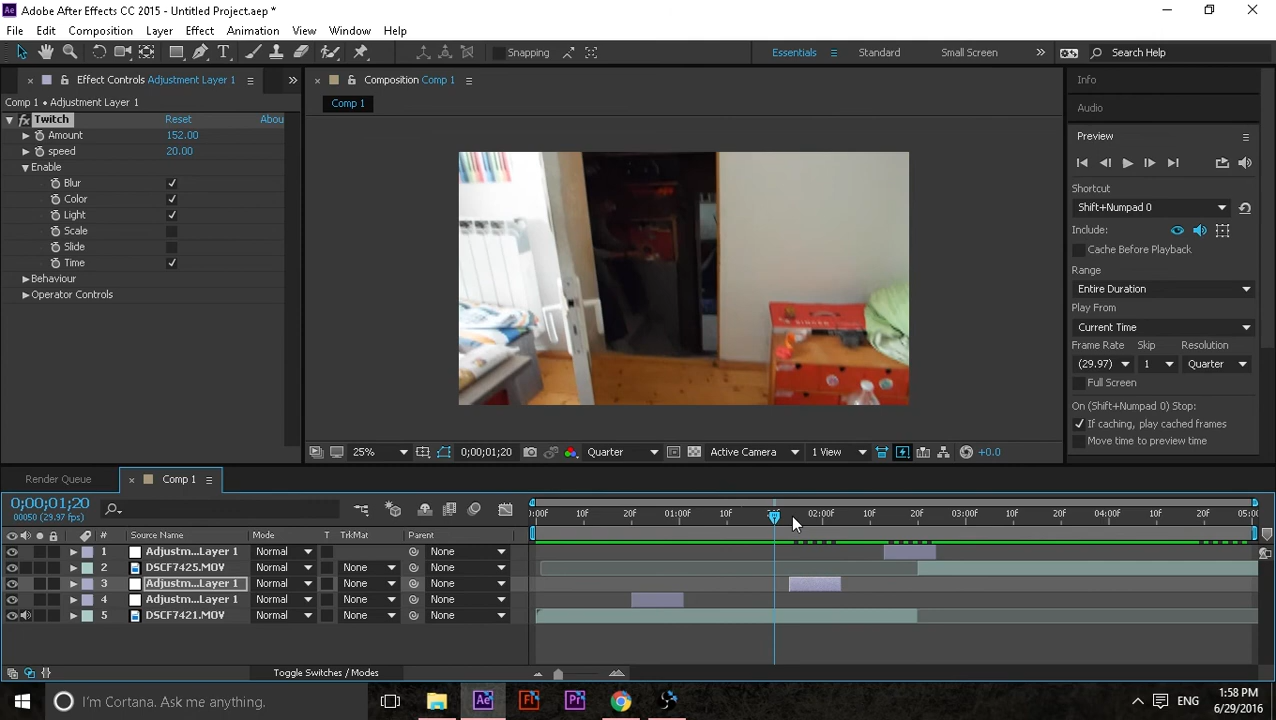 Adobe After Effects CC 2015 - Untitled Project.aep *
File Edit Composition Layer Effect Animation View Window Help
Snapping
Essentials
Standard
Small Screen
Search Help
Effect Controls Adjustment Layer 1
Composition Comp 1
Info
Comp 1 • Adjustment Layer 1
Comp 1
Audio
fx Twitch Reset Abou
Amount 152.00
speed 20.00
Enable
Blur
Color
Light
Scale
Slide
Time
Behaviour
Operator Controls
Preview
Shortcut
Shift+Numpad 0
Include:
Cache Before Playback
Range
Entire Duration
Play From
Current Time
Frame Rate Skip Resolution
(29.97) 1 Quarter
Full Screen
On (Shift+Numpad 0) Stop:
If caching, play cached frames
Move time to preview time
25% 0;00;01;20 Quarter Active Camera 1 View +0.0
Render Queue
Comp 1
0;00;01;20
00050 (29.97 fps)
0:00F 10F 20F 01:00F 10F 02:00F 10F 20F 03:00F 10F 20F 04:00F 10F 20F 05:00
# Source Name Mode T TrkMat Parent
1 Adjustm...Layer 1 Normal None
2 DSCF7425.MOV Normal None None
3 Adjustm...Layer 1 Normal None None
4 Adjustm...Layer 1 Normal None None
5 DSCF7421.MOV Normal None None
Toggle Switches / Modes
I'm Cortana. Ask me anything.
Ae
Fl
Pr
ENG
1:58 PM
6/29/2016